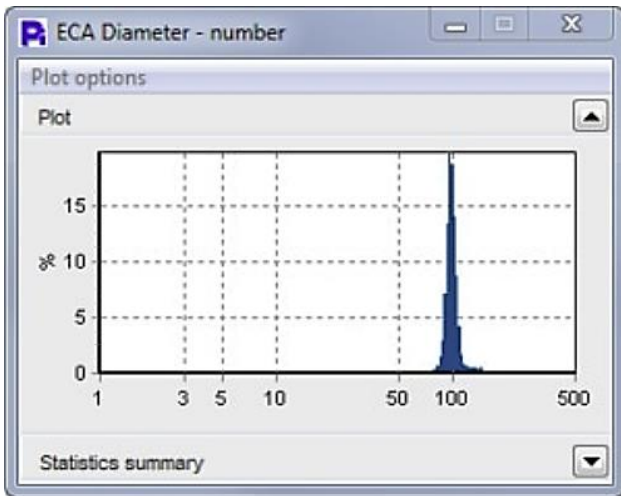 ECA Diameter - number
Plot options
Plot
15
% 10
5
0
1 3 5 10 50 100 500
Statistics summary